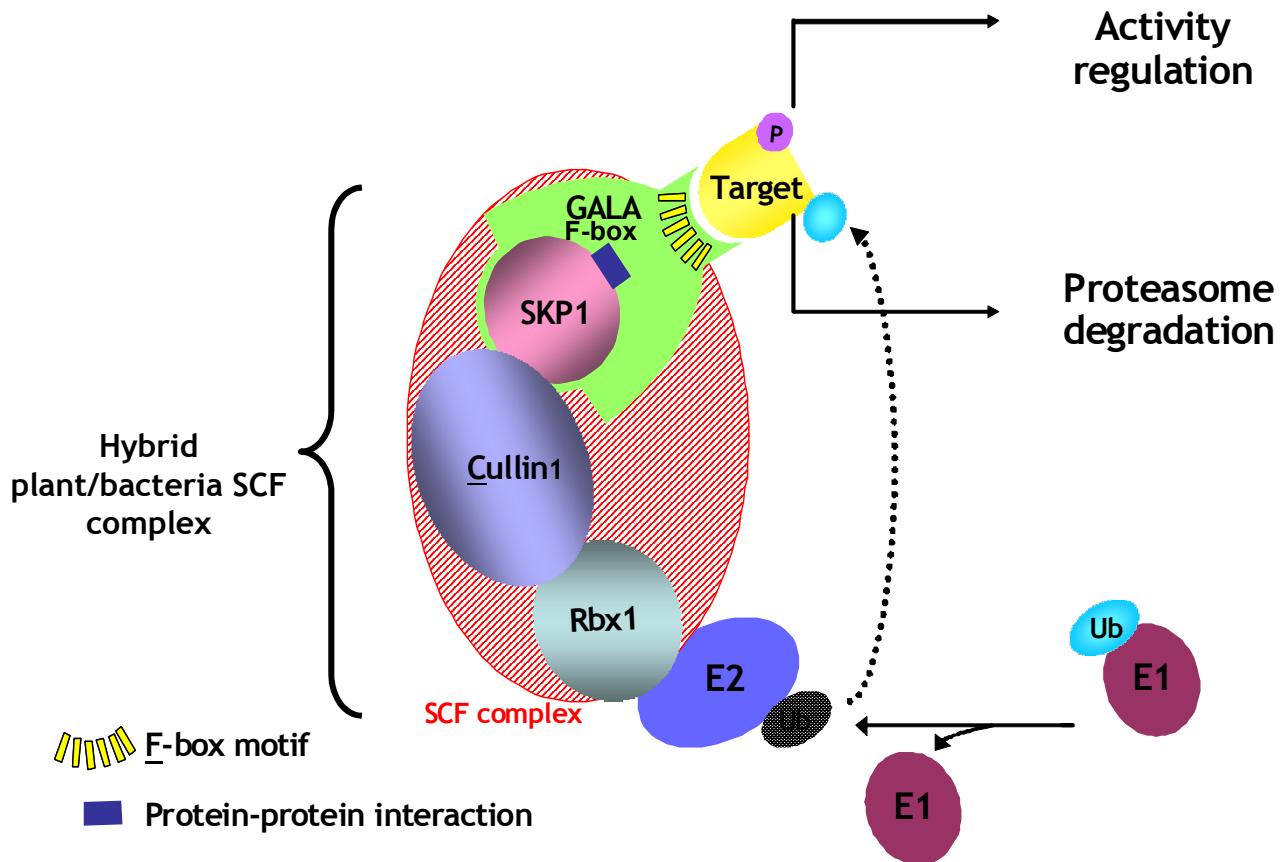 Activity
regulation
P
Target
GALA
F-box
SKP1
Proteasome
degradation
Hybrid
plant/bacteria SCF
complex
Cullin1
Rbx1
Ub
E1
E2
Ub
SCF complex
F-box motif
E1
Protein-protein interaction